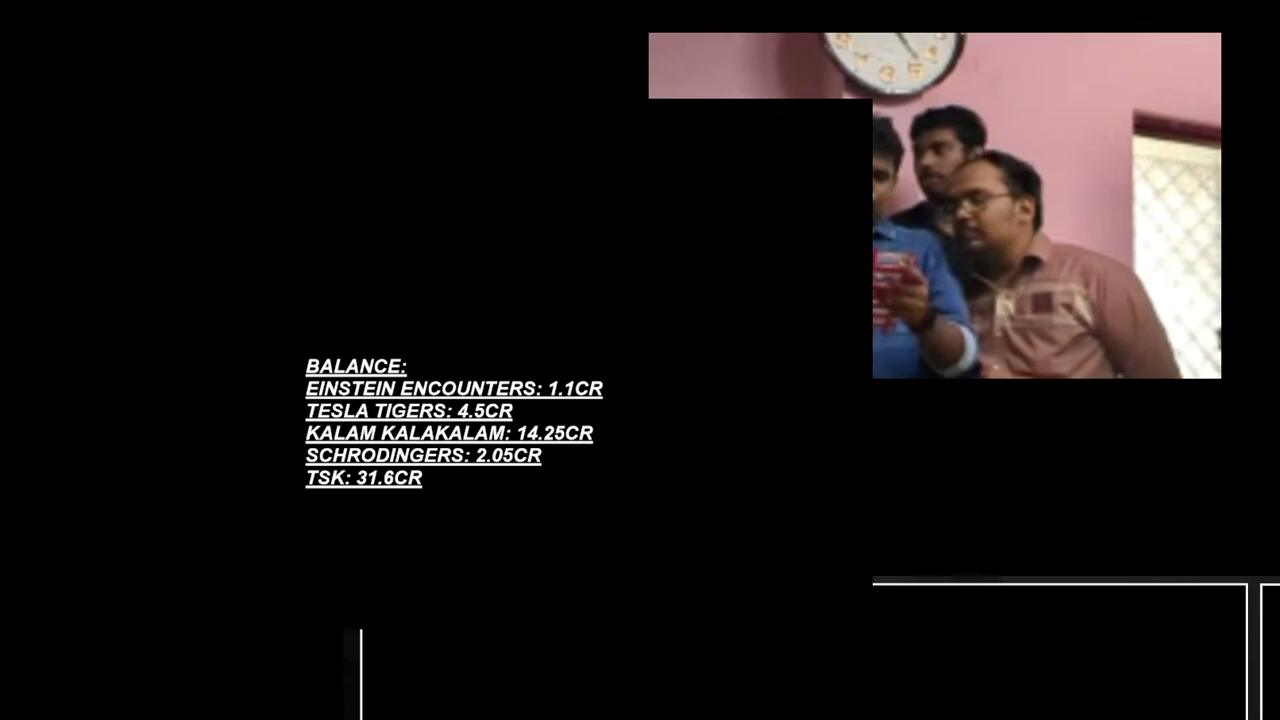 BALANCE:
EINSTEIN ENCOUNTERS: 1.1CR
TESLA TIGERS: 4.5CR
KALAM KALAKALAM: 14.25CR
SCHRODINGERS: 2.05CR
TSK: 31.6CR